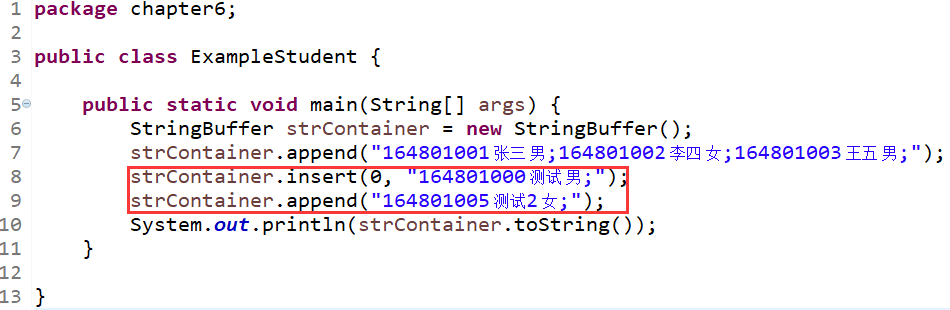 1 package chapter6;
2
3 public class ExampleStudent {
4
5 public static void main(String[] args) {
6 StringBuffer strContainer = new StringBuffer();
7 strContainer.append("164801001张三男;164801002李四女;164801003王五男;");
8 strContainer.insert(0, "164801000测试男;");
9 strContainer.append("164801005测试2女;");
10 System.out.println(strContainer.toString());
11 }
12
13 }